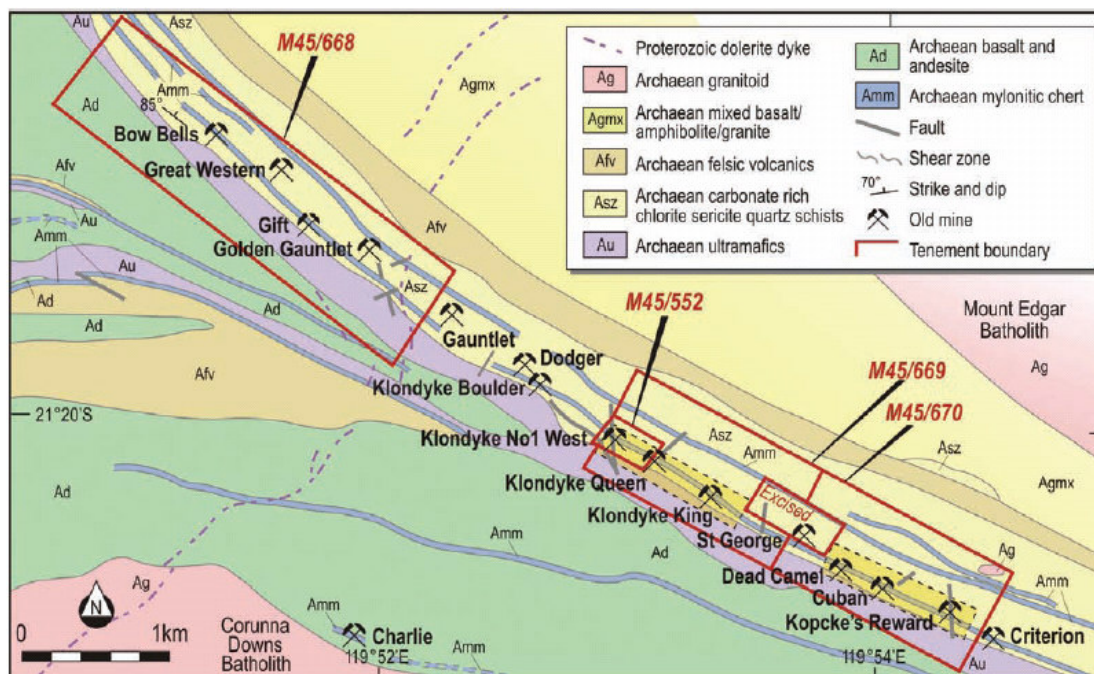 Au
Asz
M45/668
Agmx
Amm
Ad
85°
Bow Bells
Great Western
Afv
Au
Amm
Gift
Golden Gauntlet
Afv
Au
Asz
Ad
Ad
Ad
Gauntlet
Dodger
Klondyke Boulder
Afv
21°20'S
M45/552
M45/669
M45/670
Mount Edgar
Batholith
Ag
Klondyke No1 West
Asz
Amm
Asz
Agmx
Klondyke Queen
Klondyke King
Excised
St George
Ad
Amm
Amm
Ad
Dead Camel
Cuban
Kopcke's Reward
Ag
Amm
Criterion
Au
Ag
N
0 1km
Corunna
Downs
Batholith
Amm
Charlie
Amm
Ad
119°52'E
119°54'E
Proterozoic dolerite dyke
Ag Archaean granitoid
Agmx Archaean mixed basalt/
amphibolite/granite
Afv Archaean felsic volcanics
Asz Archaean carbonate rich
chlorite sericite quartz schists
Au Archaean ultramafics
Ad Archaean basalt and
andesite
Amm Archaean mylonitic chert
Fault
Shear zone
70° Strike and dip
Old mine
Tenement boundary